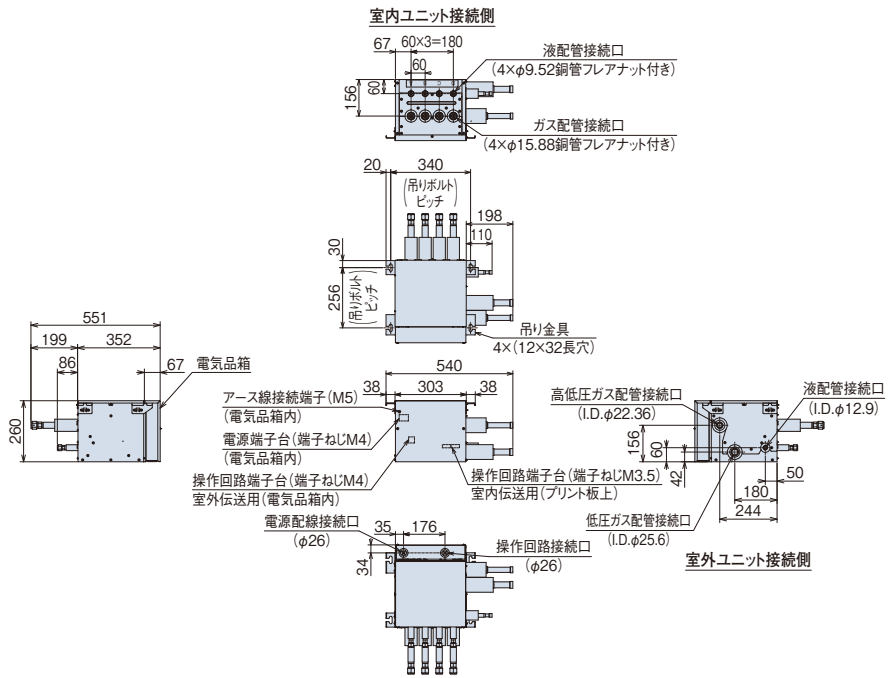 室内ユニット接続側
67
60×3=180
60
60
156
液配管接続口
(4×φ9.52銅管フレアナット付き)
ガス配管接続口
(4×φ15.88銅管フレアナット付き)
20
340
(吊りボルト
ピッチ)
198
110
30
256
(吊りボルト
ピッチ)
吊り金具
4×(12×32長穴)
551
199
352
86
67
電気品箱
260
540
38
303
38
アース線接続端子(M5)
(電気品箱内)
電源端子台(端子ねじM4)
(電気品箱内)
操作回路端子台(端子ねじM4)
室外伝送用(電気品箱内)
操作回路端子台(端子ねじM3.5)
室内伝送用(プリント板上)
高低圧ガス配管接続口
(I.D.φ22.36)
液配管接続口
(I.D.φ12.9)
156
60
42
50
180
244
低圧ガス配管接続口
(I.D.φ25.6)
室外ユニット接続側
電源配線接続口
(φ26)
35
176
34
操作回路接続口
(φ26)